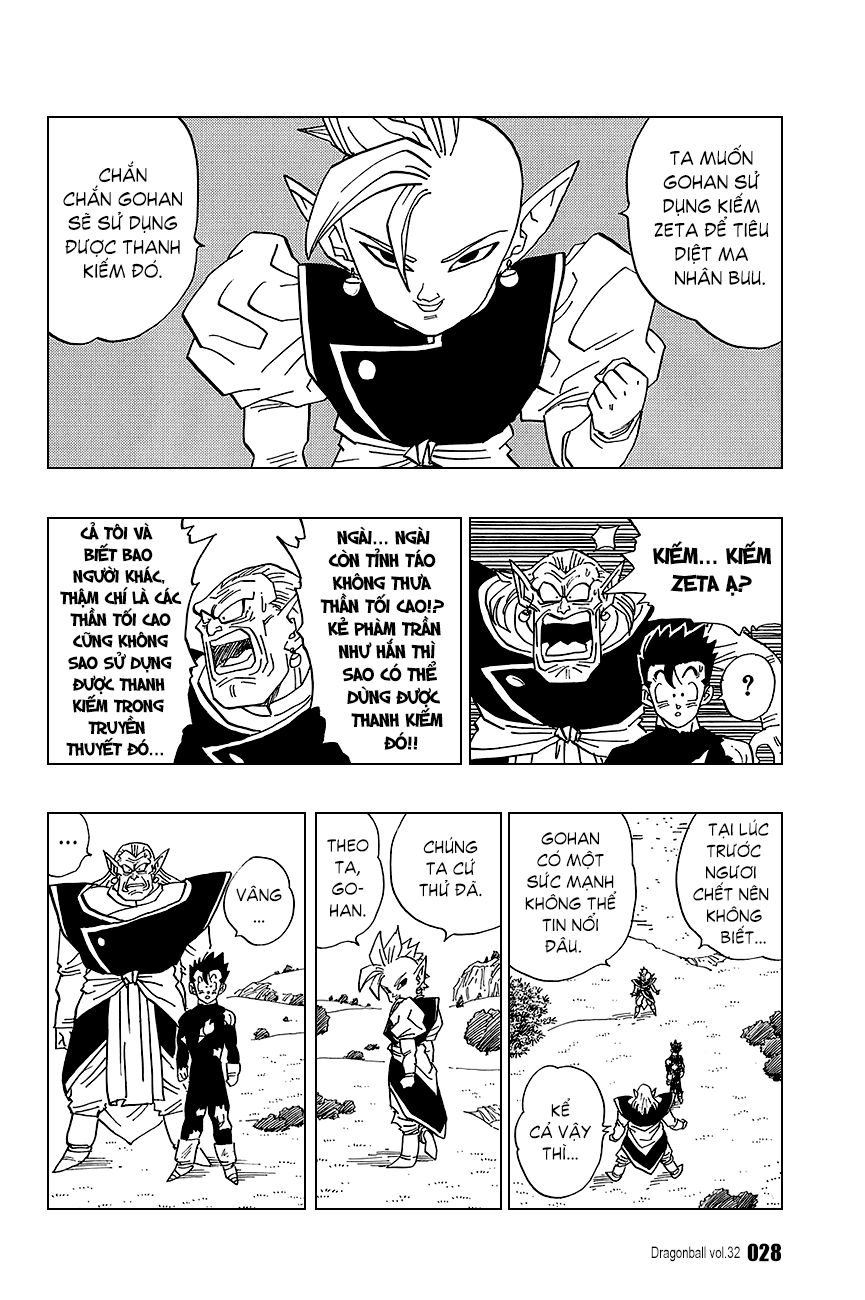 TA MUỐN
GOHAN SỬ
DỤNG KIẾM
ZETA ĐỂ TIÊU
DIỆT MA
NHÂN BUU.
CHẮN
CHẮN GOHAN
SẼ SỬ DỤNG
ĐƯỢC THANH
KIẾM ĐÓ.
KIẾM... KIẾM
ZETA Ạ?
?
NGÀI... NGÀI
CÒN TỈNH TÁO
KHÔNG THƯA
THẦN TỐI CAO!?
KẺ PHÀM TRẦN
NHƯ HẮN THÌ
SAO CÓ THỂ
DÙNG ĐƯỢC
THANH KIẾM
ĐÓ!!
CẢ TÔI VÀ
BIẾT BAO
NGƯỜI KHÁC,
THẬM CHÍ LÀ CÁC
THẦN TỐI CAO
CŨNG KHÔNG
SAO SỬ DỤNG
ĐƯỢC THANH
KIẾM TRONG
TRUYỀN
THUYẾT ĐÓ...
TẠI LÚC
TRƯỚC
NGƯƠI
CHẾT NÊN
KHÔNG
BIẾT...
GOHAN
CÓ MỘT
SỨC MẠNH
KHÔNG THỂ
TIN NỔI
ĐÂU.
KỂ
CẢ VẬY
THÌ...
CHÚNG
TA CỨ
THỬ ĐÃ.
THEO
TA,
GO-
HAN.
VÂNG
...
...
Dragonball vol.32 028